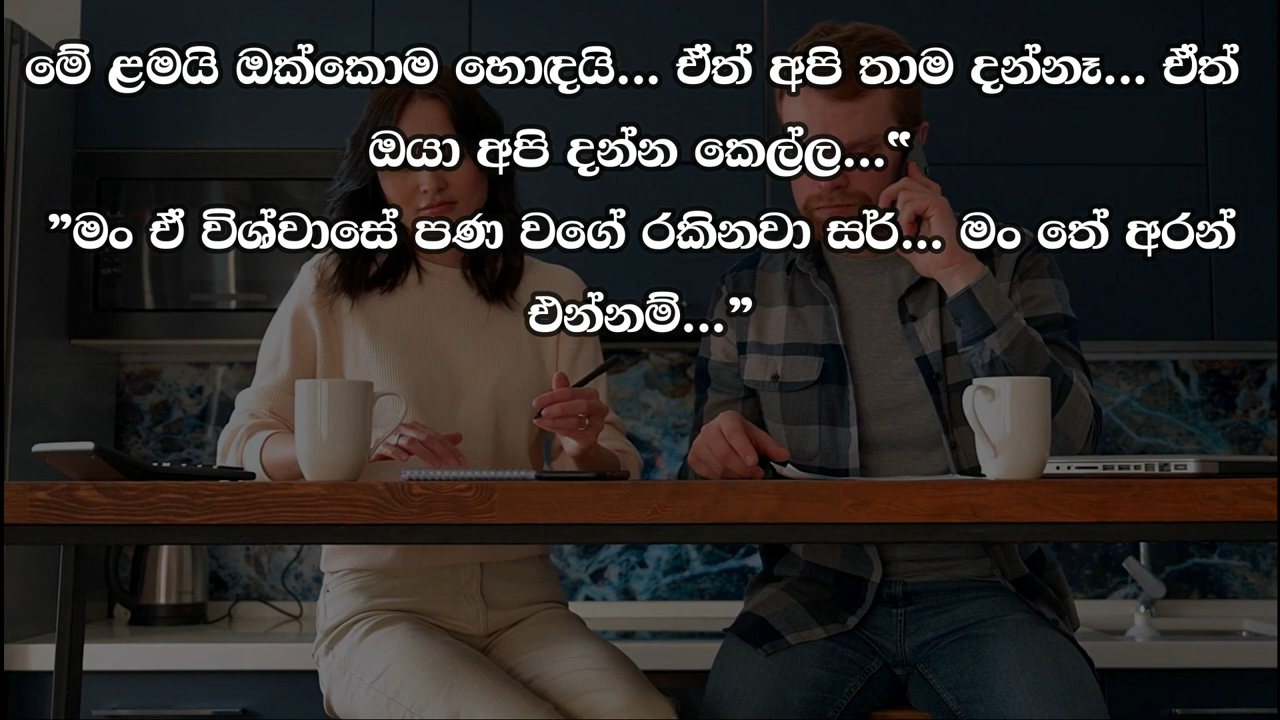 මේ ළමයි ඔක්කොම හොඳයි... ඒත් අපි තාම දන්නෑ... ඒත්
ඔයා අපි දන්න කෙල්ල...‟
”මං ඒ විශ්වාසේ පණ වගේ රකිනවා සර්... මං තේ අරන්
එන්නම්...”